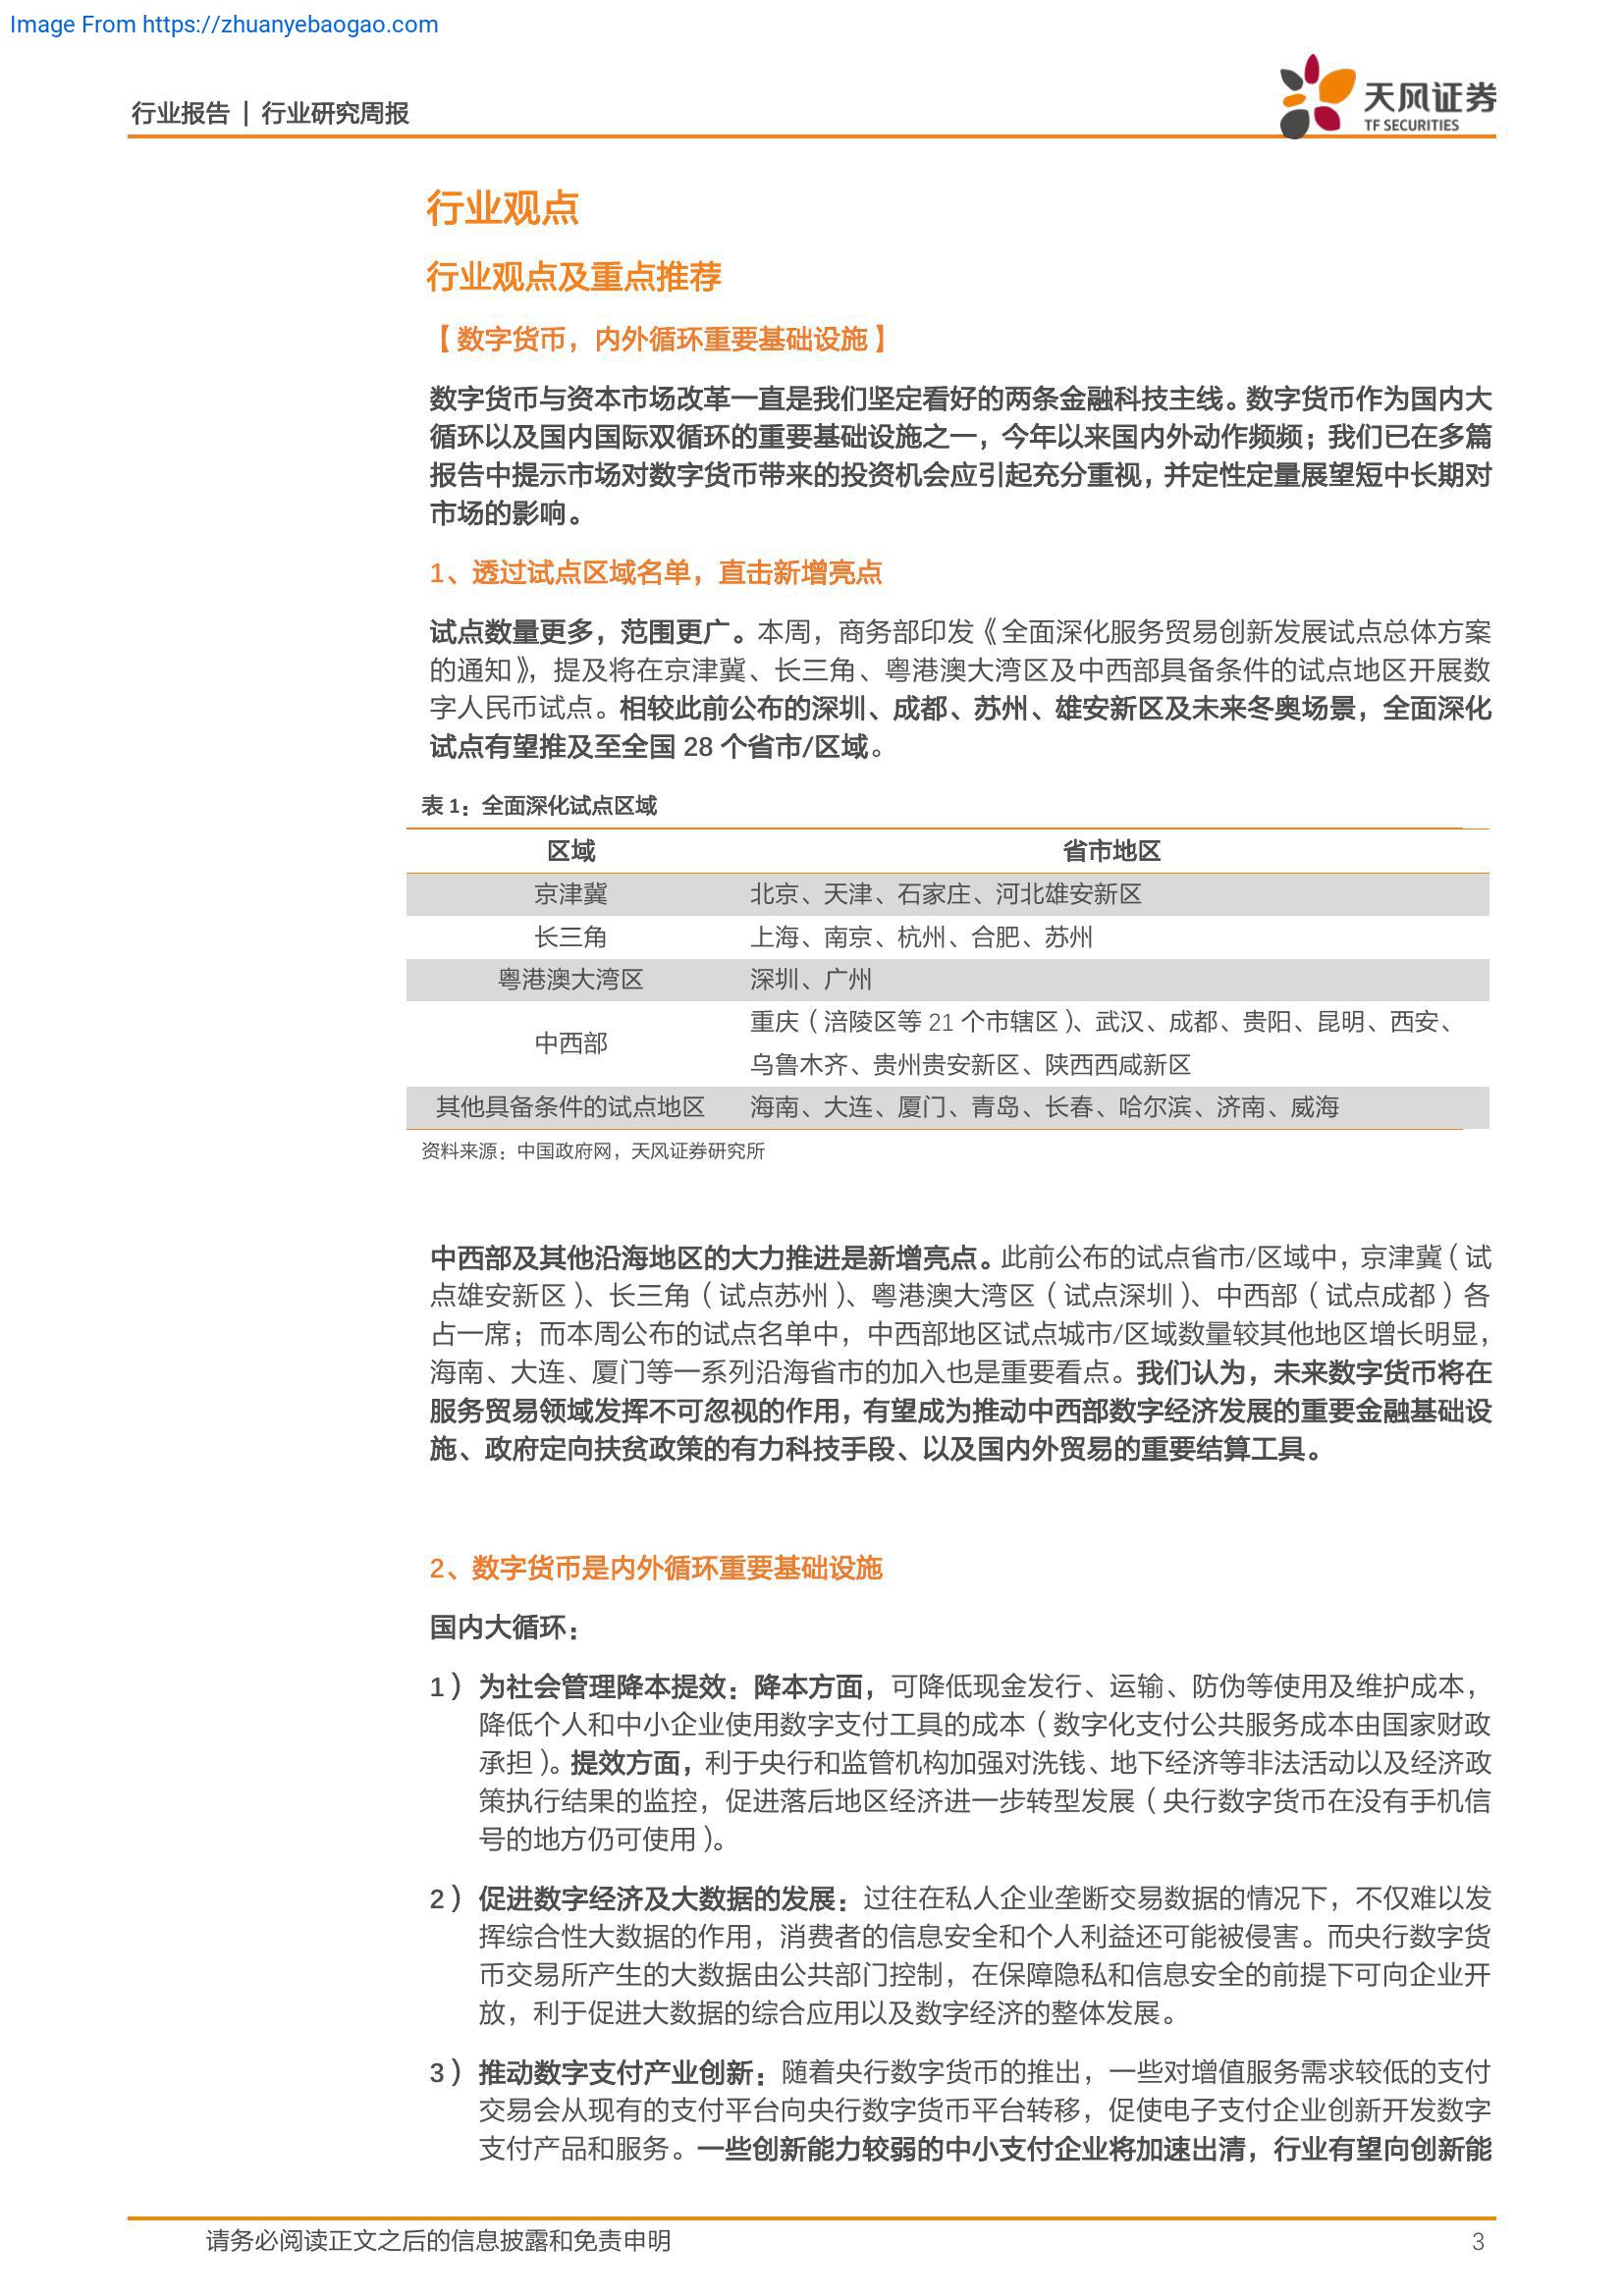 Image From https://zhuanyebaogao.com
行业报告 | 行业研究周报
天风证券
TF SECURITIES
行业观点
行业观点及重点推荐
【数字货币，内外循环重要基础设施】
数字货币与资本市场改革一直是我们坚定看好的两条金融科技主线。数字货币作为国内大
循环以及国内国际双循环的重要基础设施之一，今年以来国内外动作频频；我们已在多篇
报告中提示市场对数字货币带来的投资机会应引起充分重视，并定性定量展望短中长期对
市场的影响。
1、透过试点区域名单，直击新增亮点
试点数量更多，范围更广。本周，商务部印发《全面深化服务贸易创新发展试点总体方案
的通知》，提及将在京津冀、长三角、粤港澳大湾区及中西部具备条件的试点地区开展数
字人民币试点。相较此前公布的深圳、成都、苏州、雄安新区及未来冬奥场景，全面深化
试点有望推及至全国 28 个省市/区域。
表 1：全面深化试点区域
区域 省市地区
京津冀 北京、天津、石家庄、河北雄安新区
长三角 上海、南京、杭州、合肥、苏州
粤港澳大湾区 深圳、广州
中西部 重庆（涪陵区等 21 个市辖区）、武汉、成都、贵阳、昆明、西安、
乌鲁木齐、贵州贵安新区、陕西西咸新区
其他具备条件的试点地区 海南、大连、厦门、青岛、长春、哈尔滨、济南、威海
资料来源：中国政府网，天风证券研究所
中西部及其他沿海地区的大力推进是新增亮点。此前公布的试点省市/区域中，京津冀（试
点雄安新区）、长三角（试点苏州）、粤港澳大湾区（试点深圳）、中西部（试点成都）各
占一席；而本周公布的试点名单中，中西部地区试点城市/区域数量较其他地区增长明显，
海南、大连、厦门等一系列沿海省市的加入也是重要看点。我们认为，未来数字货币将在
服务贸易领域发挥不可忽视的作用，有望成为推动中西部数字经济发展的重要金融基础设
施、政府定向扶贫政策的有力科技手段、以及国内外贸易的重要结算工具。
2、数字货币是内外循环重要基础设施
国内大循环：
1）为社会管理降本提效：降本方面，可降低现金发行、运输、防伪等使用及维护成本，
降低个人和中小企业使用数字支付工具的成本（数字化支付公共服务成本由国家财政
承担）。提效方面，利于央行和监管机构加强对洗钱、地下经济等非法活动以及经济政
策执行结果的监控，促进落后地区经济进一步转型发展（央行数字货币在没有手机信
号的地方仍可使用）。
2）促进数字经济及大数据的发展：过往在私人企业垄断交易数据的情况下，不仅难以发
挥综合性大数据的作用，消费者的信息安全和个人利益还可能被侵害。而央行数字货
币交易所产生的大数据由公共部门控制，在保障隐私和信息安全的前提下可向企业开
放，利于促进大数据的综合应用以及数字经济的整体发展。
3）推动数字支付产业创新：随着央行数字货币的推出，一些对增值服务需求较低的支付
交易会从现有的支付平台向央行数字货币平台转移，促使电子支付企业创新开发数字
支付产品和服务。一些创新能力较弱的中小支付企业将加速出清，行业有望向创新能
请务必阅读正文之后的信息披露和免责申明 3